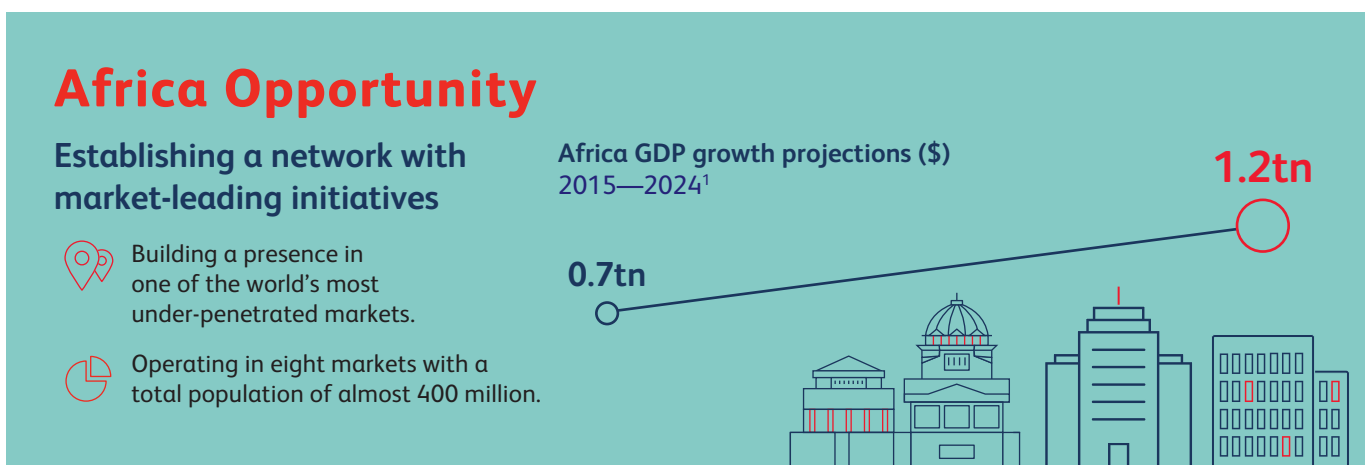 Africa Opportunity
Establishing a network with
market-leading initiatives
Building a presence in
one of the world's most
under-penetrated markets.
Operating in eight markets with a
total population of almost 400 million.
Africa GDP growth projections ($)
2015—2024¹
0.7tn
1.2tn